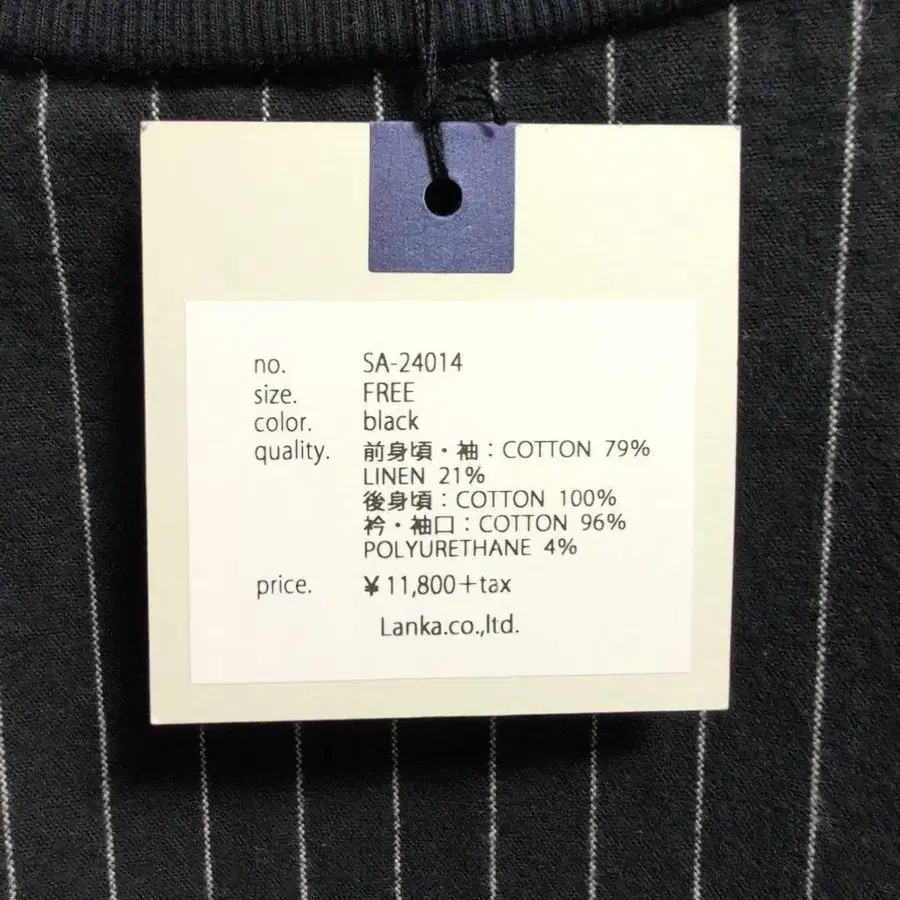 no. SA-24014
size. FREE
color. black
quality. 前身頃・袖：COTTON 79%
LINEN 21%
後身頃：COTTON 100%
衿・袖口：COTTON 96%
POLYURETHANE 4%
price. ¥11,800+tax
Lanka.co.,ltd.